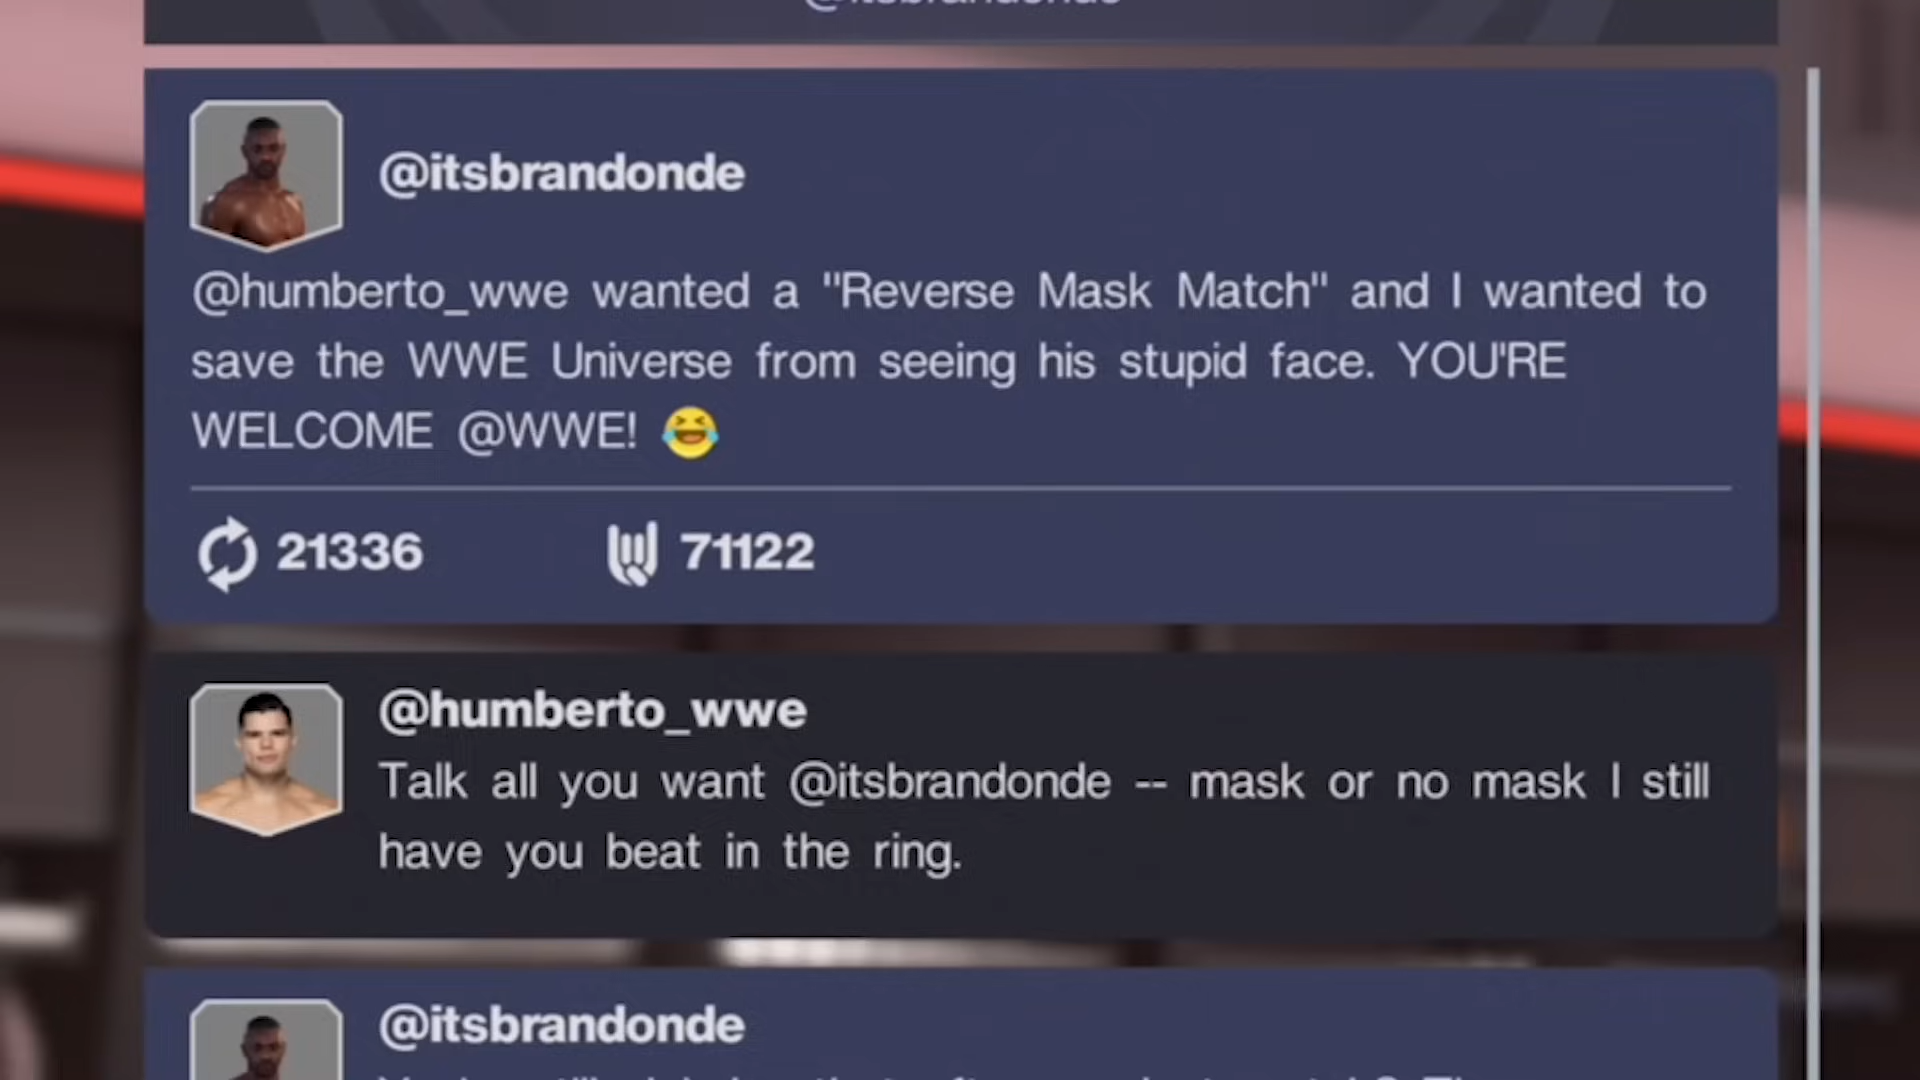 @itsbrandonde
@itsbrandonde
@humberto_wwe wanted a "Reverse Mask Match" and I wanted to
save the WWE Universe from seeing his stupid face. YOU'RE
WELCOME @WWE! 😂
21336 71122
@humberto_wwe
Talk all you want @itsbrandonde -- mask or no mask I still
have you beat in the ring.
@itsbrandonde